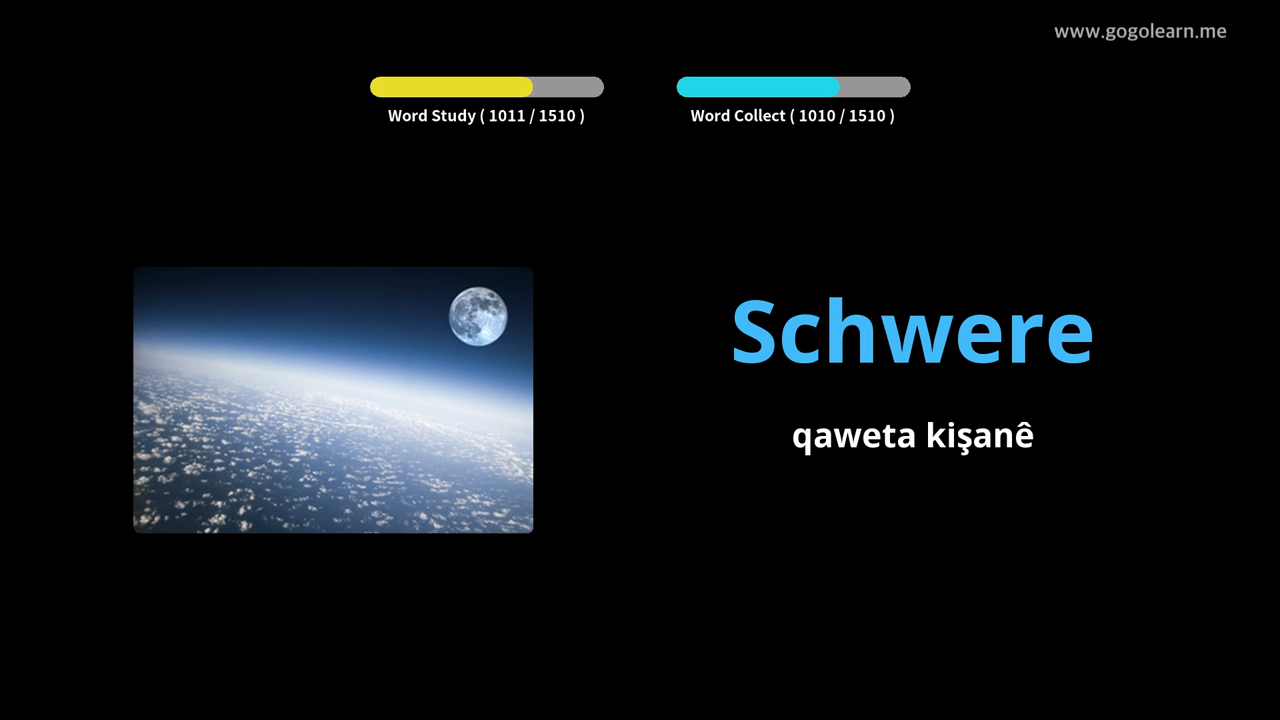 www.gogolearn.me
Word Study ( 1011 / 1510 )
Word Collect ( 1010 / 1510 )
Schwere
qaweta kişanê